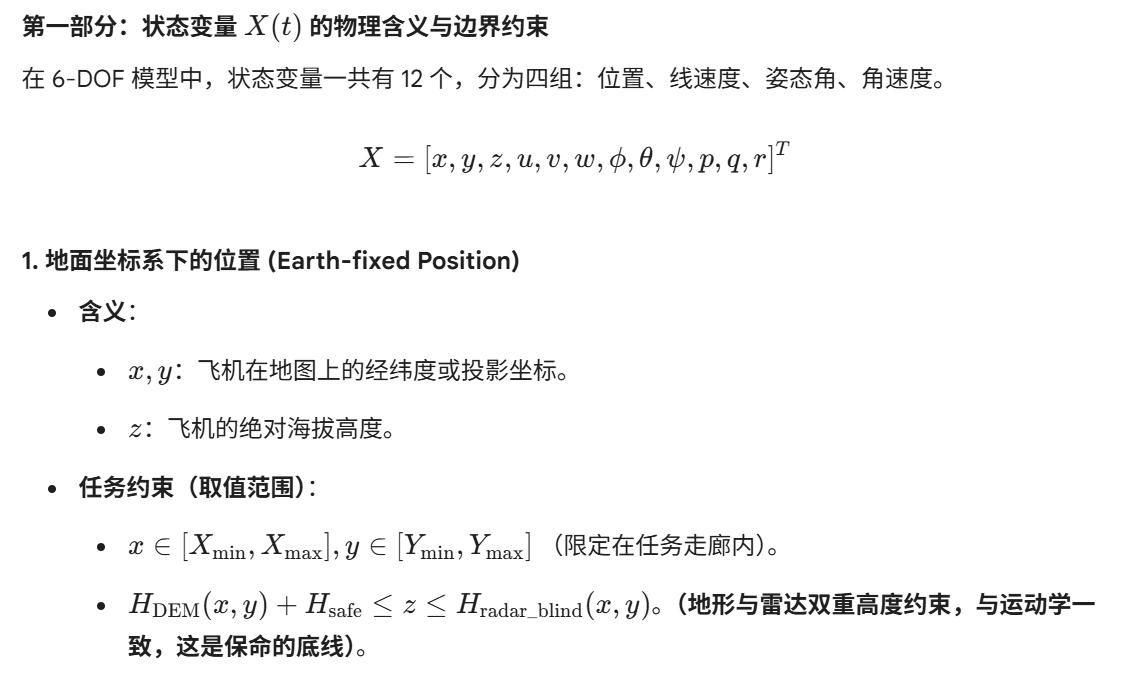 第一部分：状态变量 X(t) 的物理含义与边界约束
在 6-DOF 模型中，状态变量一共有 12 个，分为四组：位置、线速度、姿态角、角速度。
X = [x, y, z, u, v, w, ϕ, θ, ψ, p, q, r]^T
1. 地面坐标系下的位置 (Earth-fixed Position)
• 含义：
• x, y：飞机在地图上的经纬度或投影坐标。
• z：飞机的绝对海拔高度。
• 任务约束（取值范围）：
• x ∈ [X_min, X_max], y ∈ [Y_min, Y_max] （限定在任务走廊内）。
• H_DEM(x, y) + H_safe ≤ z ≤ H_radar_blind(x, y)。（地形与雷达双重高度约束，与运动学一
致，这是保命的底线）。